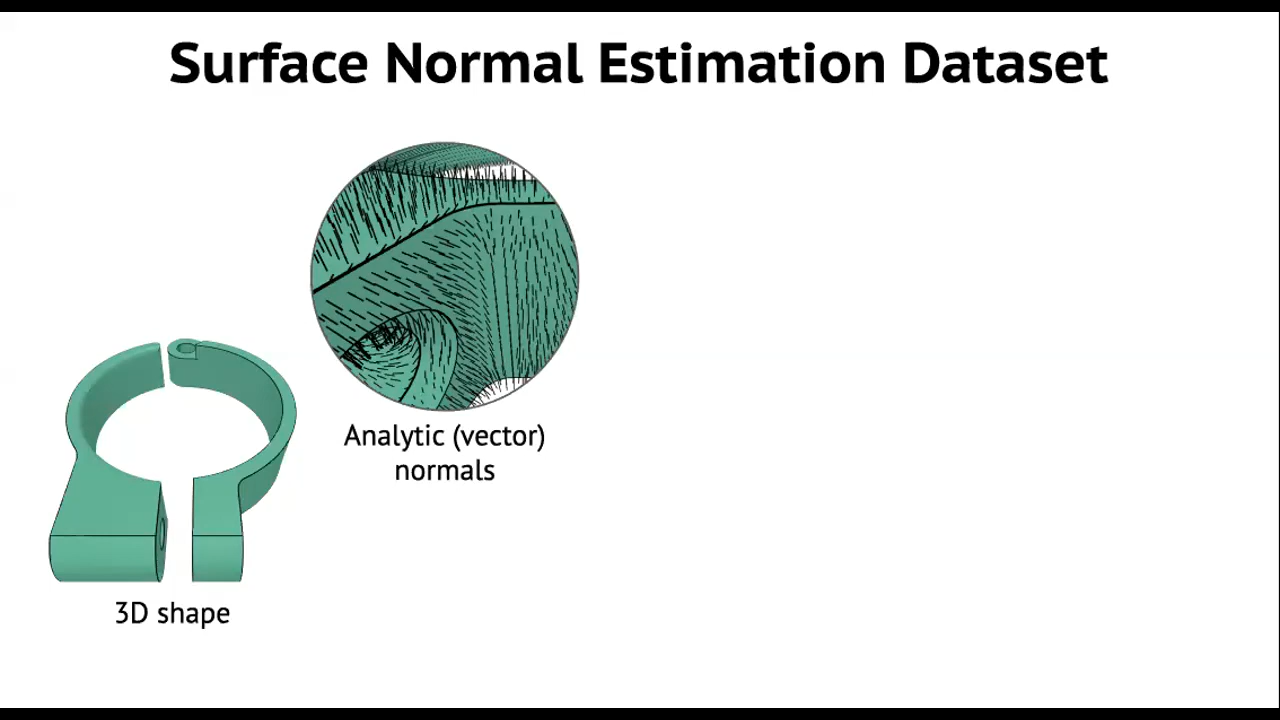 Surface Normal Estimation Dataset
Analytic (vector)
normals
3D shape